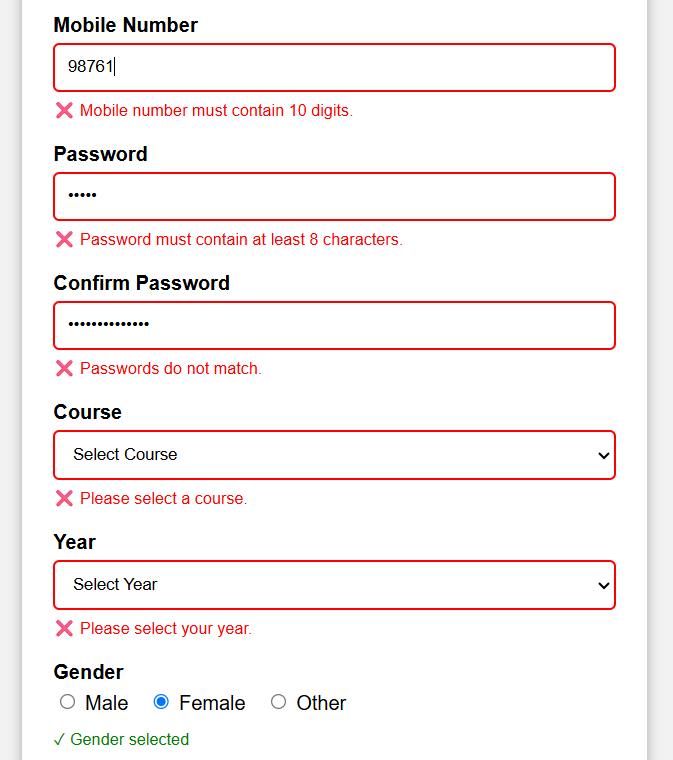 Mobile Number
98761
❌ Mobile number must contain 10 digits.
Password
•••••
❌ Password must contain at least 8 characters.
Confirm Password
••••••••••••••
❌ Passwords do not match.
Course
Select Course
❌ Please select a course.
Year
Select Year
❌ Please select your year.
Gender
Male Female Other
✓ Gender selected